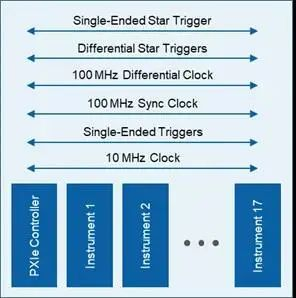 Single-Ended Star Trigger
Differential Star Triggers
100 MHz Differential Clock
100 MHz Sync Clock
Single-Ended Triggers
10 MHz Clock
PXIe Controller
Instrument 1
Instrument 2
Instrument 17